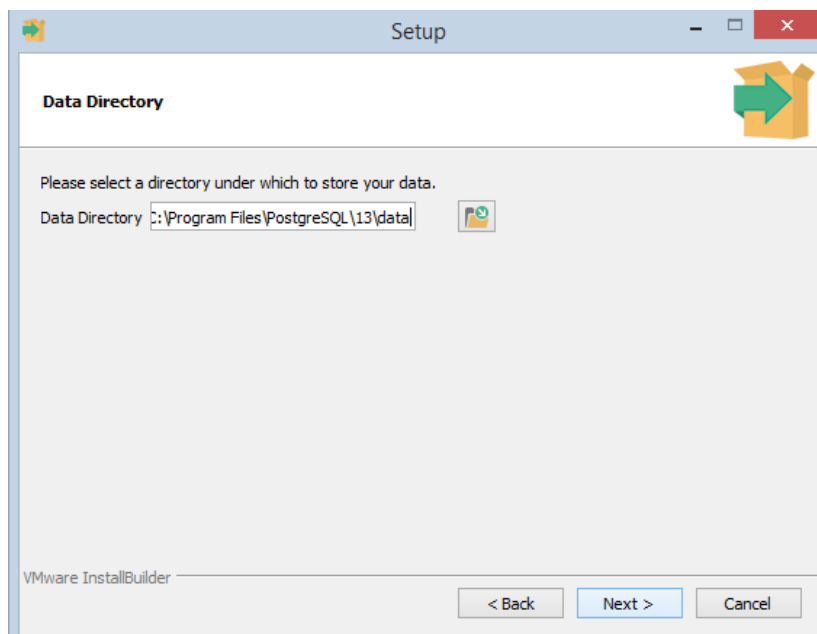 Setup
Data Directory
Please select a directory under which to store your data.
Data Directory :\Program Files\PostgreSQL\13\data
VMware InstallBuilder
< Back Next > Cancel